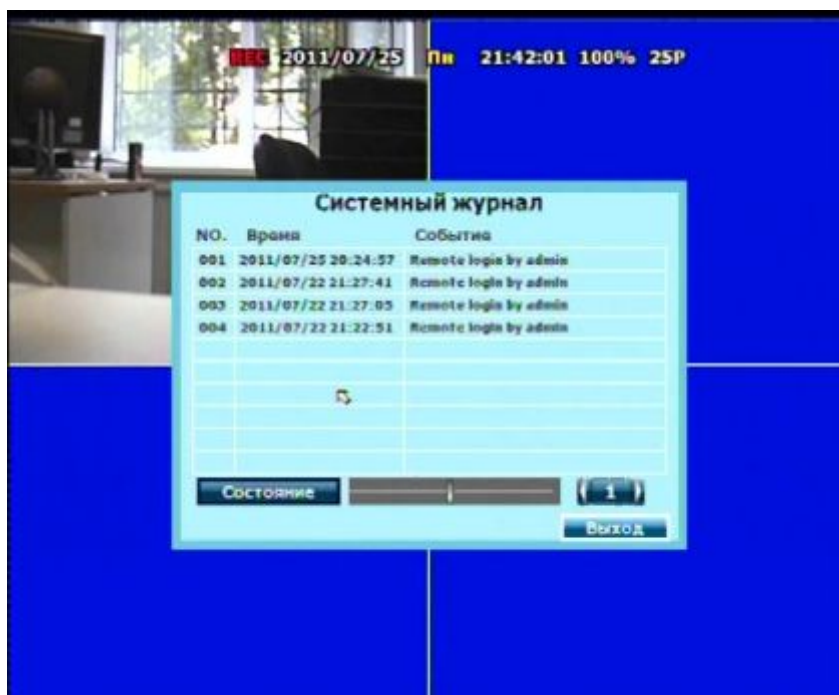 REC 2011/07/25 Пн 21:42:01 100% 25P
Системный журнал
NO. Время Событие
001 2011/07/25 20:24:57 Remote login by admin
002 2011/07/22 21:27:41 Remote login by admin
003 2011/07/22 21:27:05 Remote login by admin
004 2011/07/22 21:22:51 Remote login by admin
Состояние 1
Выход